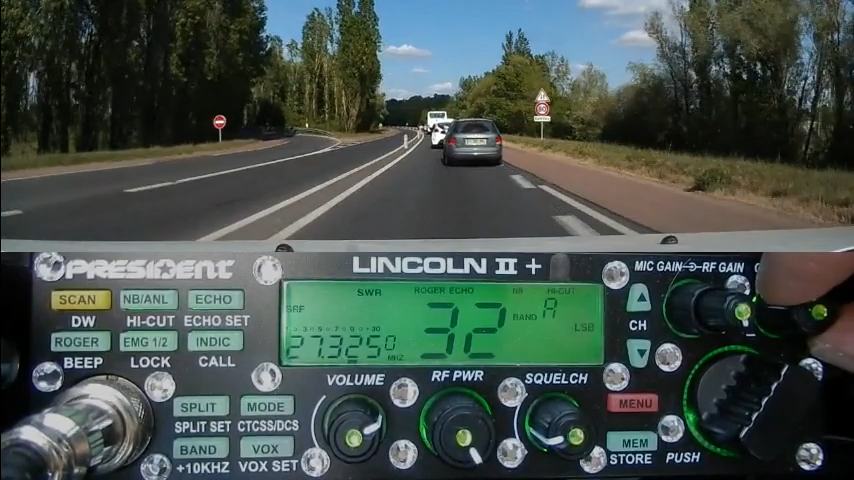 PRESIDENT
LINCOLN II +
MIC GAIN RF GAIN
SCAN
NB/ANL
ECHO
DW
HI-CUT
ECHO SET
ROGER
EMG 1/2
INDIC
BEEP
LOCK
CALL
SWR
ROGER ECHO
NB
HI-CUT
SRF
32
BAND
A
LSB
27.3250
MHZ
CH
VOLUME
RF PWR
SQUELCH
MENU
SPLIT
MODE
SPLIT SET
CTCSS/DCS
BAND
VOX
+10KHZ
VOX SET
MEM
STORE
PUSH